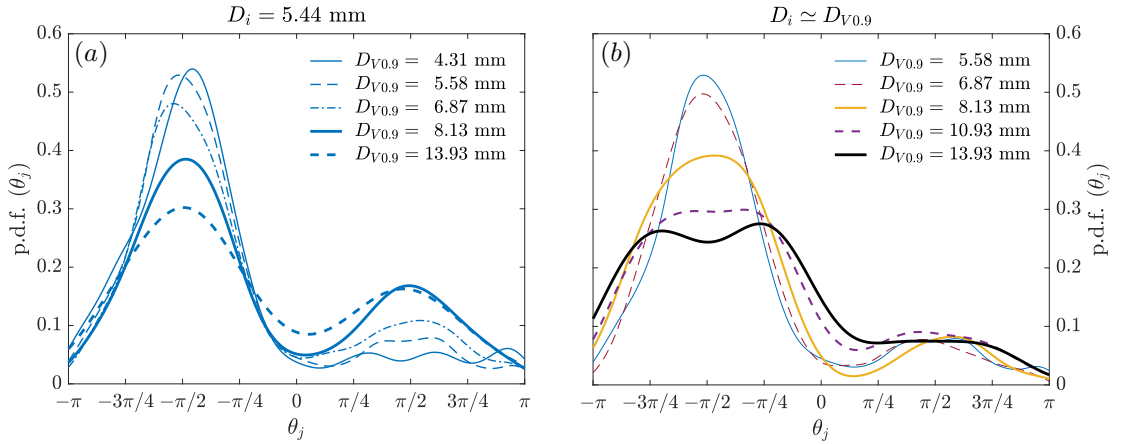 D_i = 5.44 mm
(a)
D_V0.9 = 4.31 mm
D_V0.9 = 5.58 mm
D_V0.9 = 6.87 mm
D_V0.9 = 8.13 mm
D_V0.9 = 13.93 mm
p.d.f. (θ_j)
0.6
0.5
0.4
0.3
0.2
0.1
0
−π −3π/4 −π/2 −π/4 0 π/4 π/2 3π/4 π
θ_j
D_i ≃ D_V0.9
(b)
D_V0.9 = 5.58 mm
D_V0.9 = 6.87 mm
D_V0.9 = 8.13 mm
D_V0.9 = 10.93 mm
D_V0.9 = 13.93 mm
0.6
0.5
0.4
0.3
0.2
0.1
0
p.d.f. (θ_j)
−π −3π/4 −π/2 −π/4 0 π/4 π/2 3π/4 π
θ_j